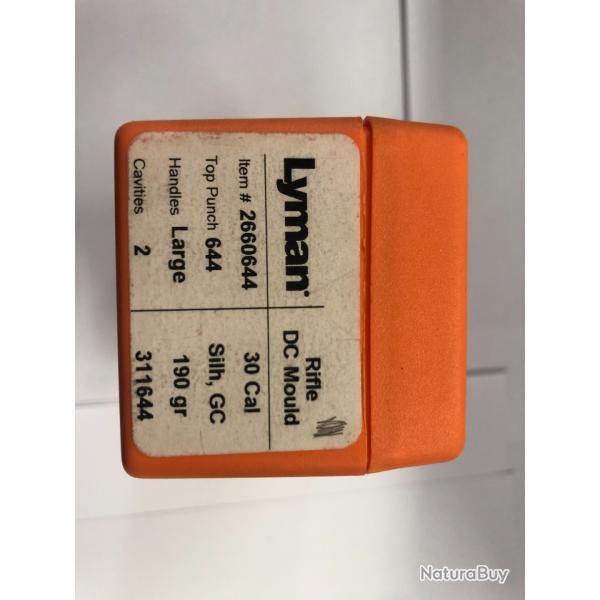 Lyman®
Rifle
DC Mould
Item # 2660644
30 Cal
Top Punch 644
Silh, GC
Handles Large
190 gr
Cavities 2
311644
NaturaBuy